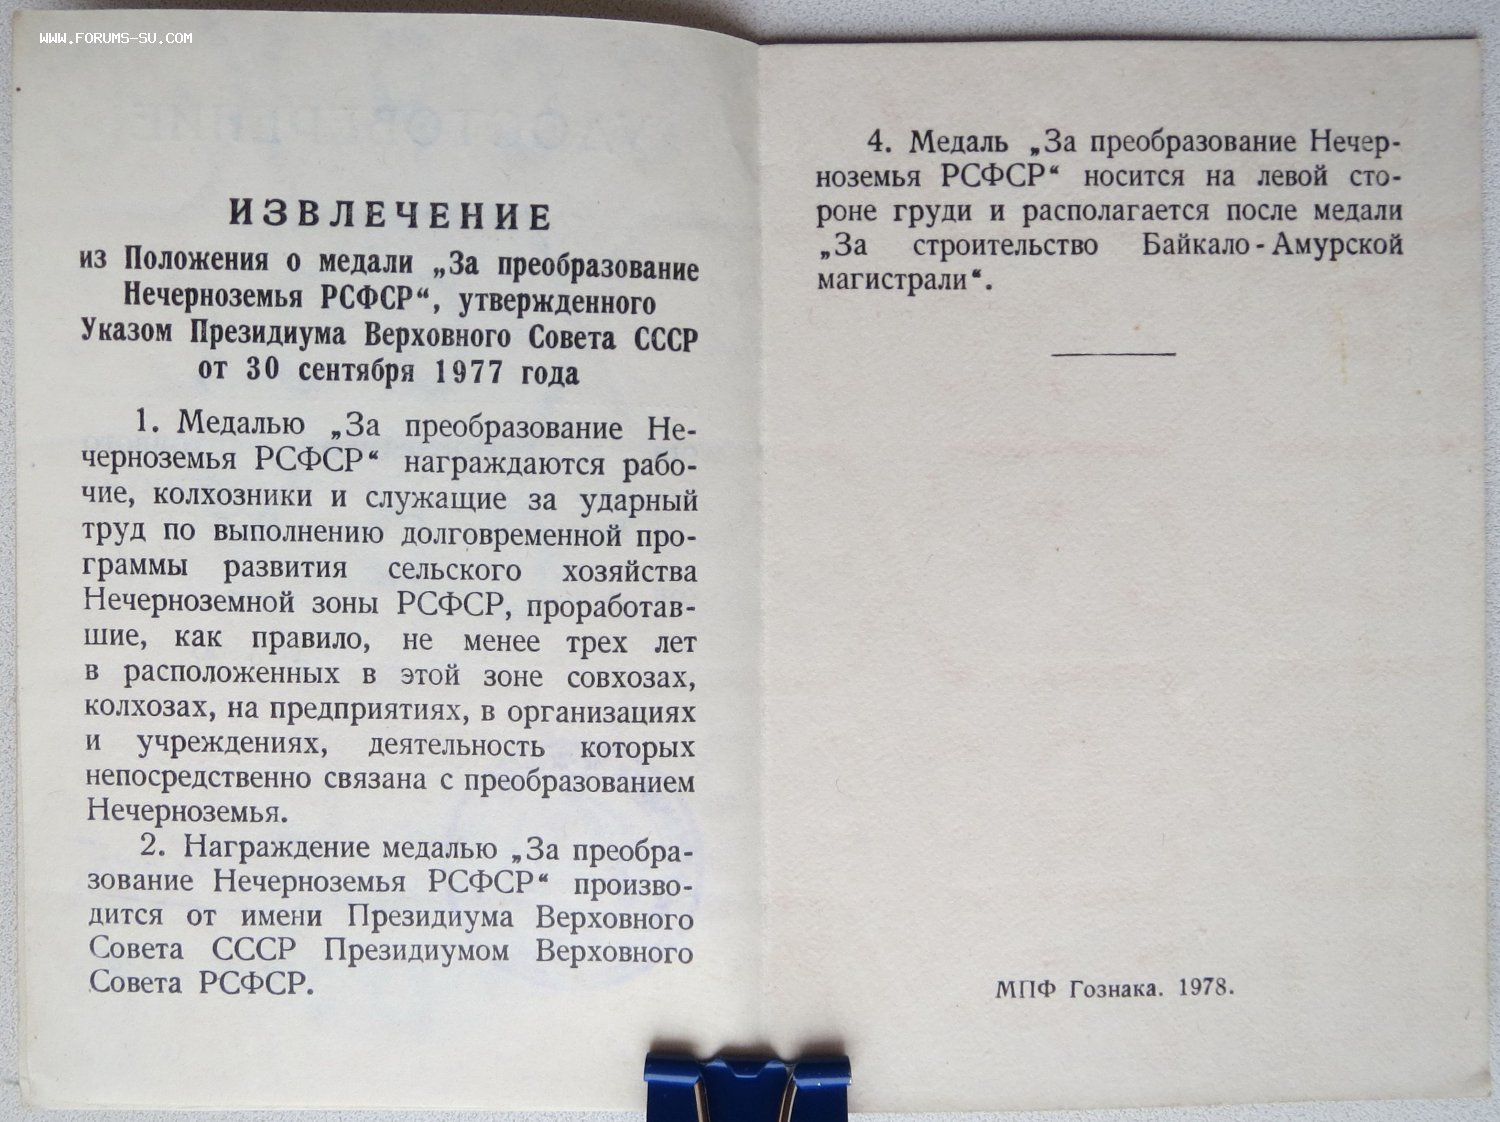 WWW.FORUMS-SU.COM
ИЗВЛЕЧЕНИЕ
из Положения о медали „За преобразование
Нечерноземья РСФСР“, утвержденного
Указом Президиума Верховного Совета СССР
от 30 сентября 1977 года
1. Медалью „За преобразование Не-
черноземья РСФСР“ награждаются рабо-
чие, колхозники и служащие за ударный
труд по выполнению долговременной про-
граммы развития сельского хозяйства
Нечерноземной зоны РСФСР, проработав-
шие, как правило, не менее трех лет
в расположенных в этой зоне совхозах,
колхозах, на предприятиях, в организациях
и учреждениях, деятельность которых
непосредственно связана с преобразованием
Нечерноземья.
2. Награждение медалью „За преобра-
зование Нечерноземья РСФСР“ произво-
дится от имени Президиума Верховного
Совета СССР Президиумом Верховного
Совета РСФСР.
4. Медаль „За преобразование Нечер-
ноземья РСФСР“ носится на левой сто-
роне груди и располагается после медали
„За строительство Байкало-Амурской
магистрали“.
МПФ Гознака. 1978.